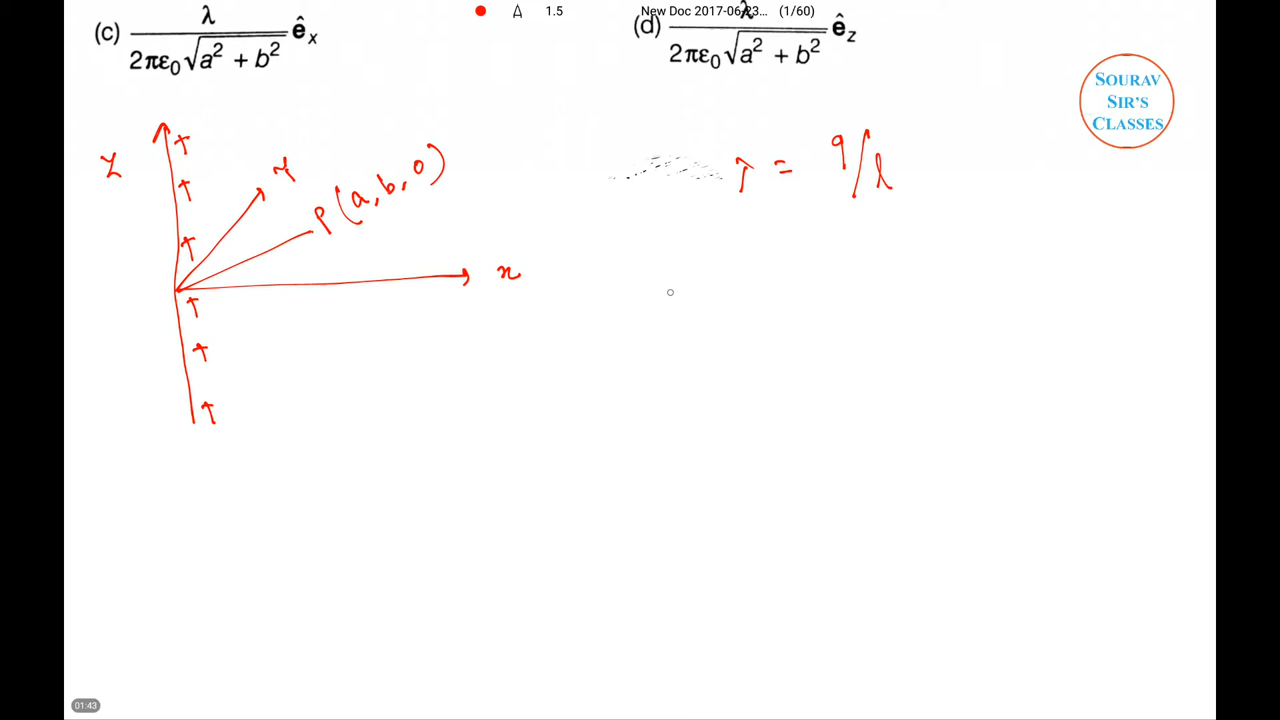 A 1.5 New Doc 2017-06-23... (1/60)
(c) λ / 2πε₀√a² + b² ê_x
(d) λ / 2πε₀√a² + b² ê_z
SOURAV
SIR'S
CLASSES
z
y
P(a, b, 0)
x
+ + + + + +
λ = q/l
01:43